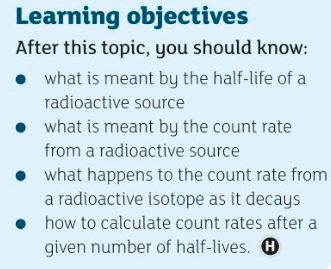 Learning objectives
After this topic, you should know:
● what is meant by the half-life of a
radioactive source
● what is meant by the count rate
from a radioactive source
● what happens to the count rate from
a radioactive isotope as it decays
● how to calculate count rates after a
given number of half-lives. H